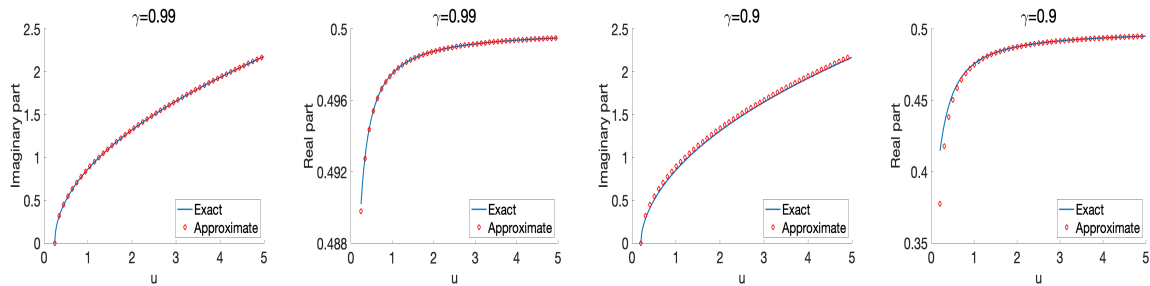 γ=0.99
2.5
2
1.5
1
0.5
0
0 1 2 3 4 5
Imaginary part
u
Exact
Approximate
γ=0.99
0.5
0.496
0.492
0.488
0 1 2 3 4 5
Real part
u
Exact
Approximate
γ=0.9
2.5
2
1.5
1
0.5
0
0 1 2 3 4 5
Imaginary part
u
Exact
Approximate
γ=0.9
0.5
0.45
0.4
0.35
0 1 2 3 4 5
Real part
u
Exact
Approximate